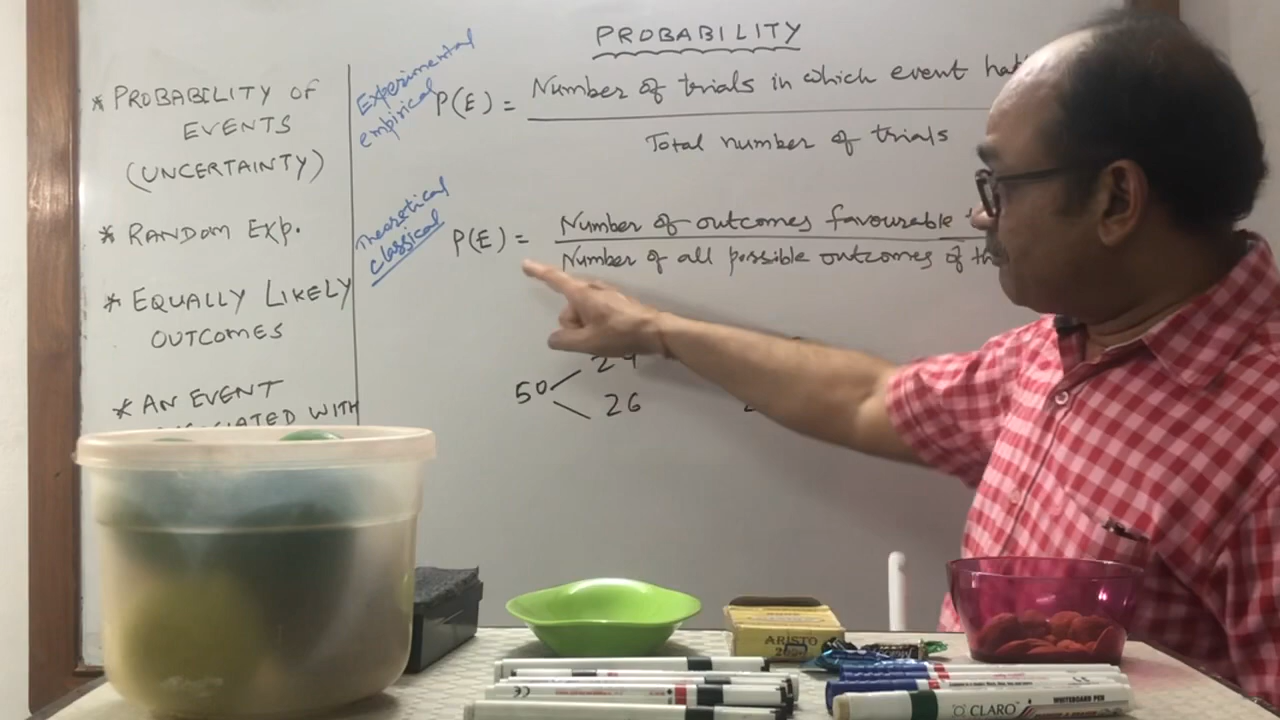 PROBABILITY
* PROBABILITY OF
EVENTS
(UNCERTAINTY)
* RANDOM EXP.
* EQUALLY LIKELY
OUTCOMES
* AN EVENT
WITH
Experimental
empirical
P(E) = Number of trials in which event
Total number of trials
Theoretical
classical
P(E) = Number of outcomes favourable
Number of all possible outcomes of
50
26
ARISTO
CLARO
WHITEBOARD PEN